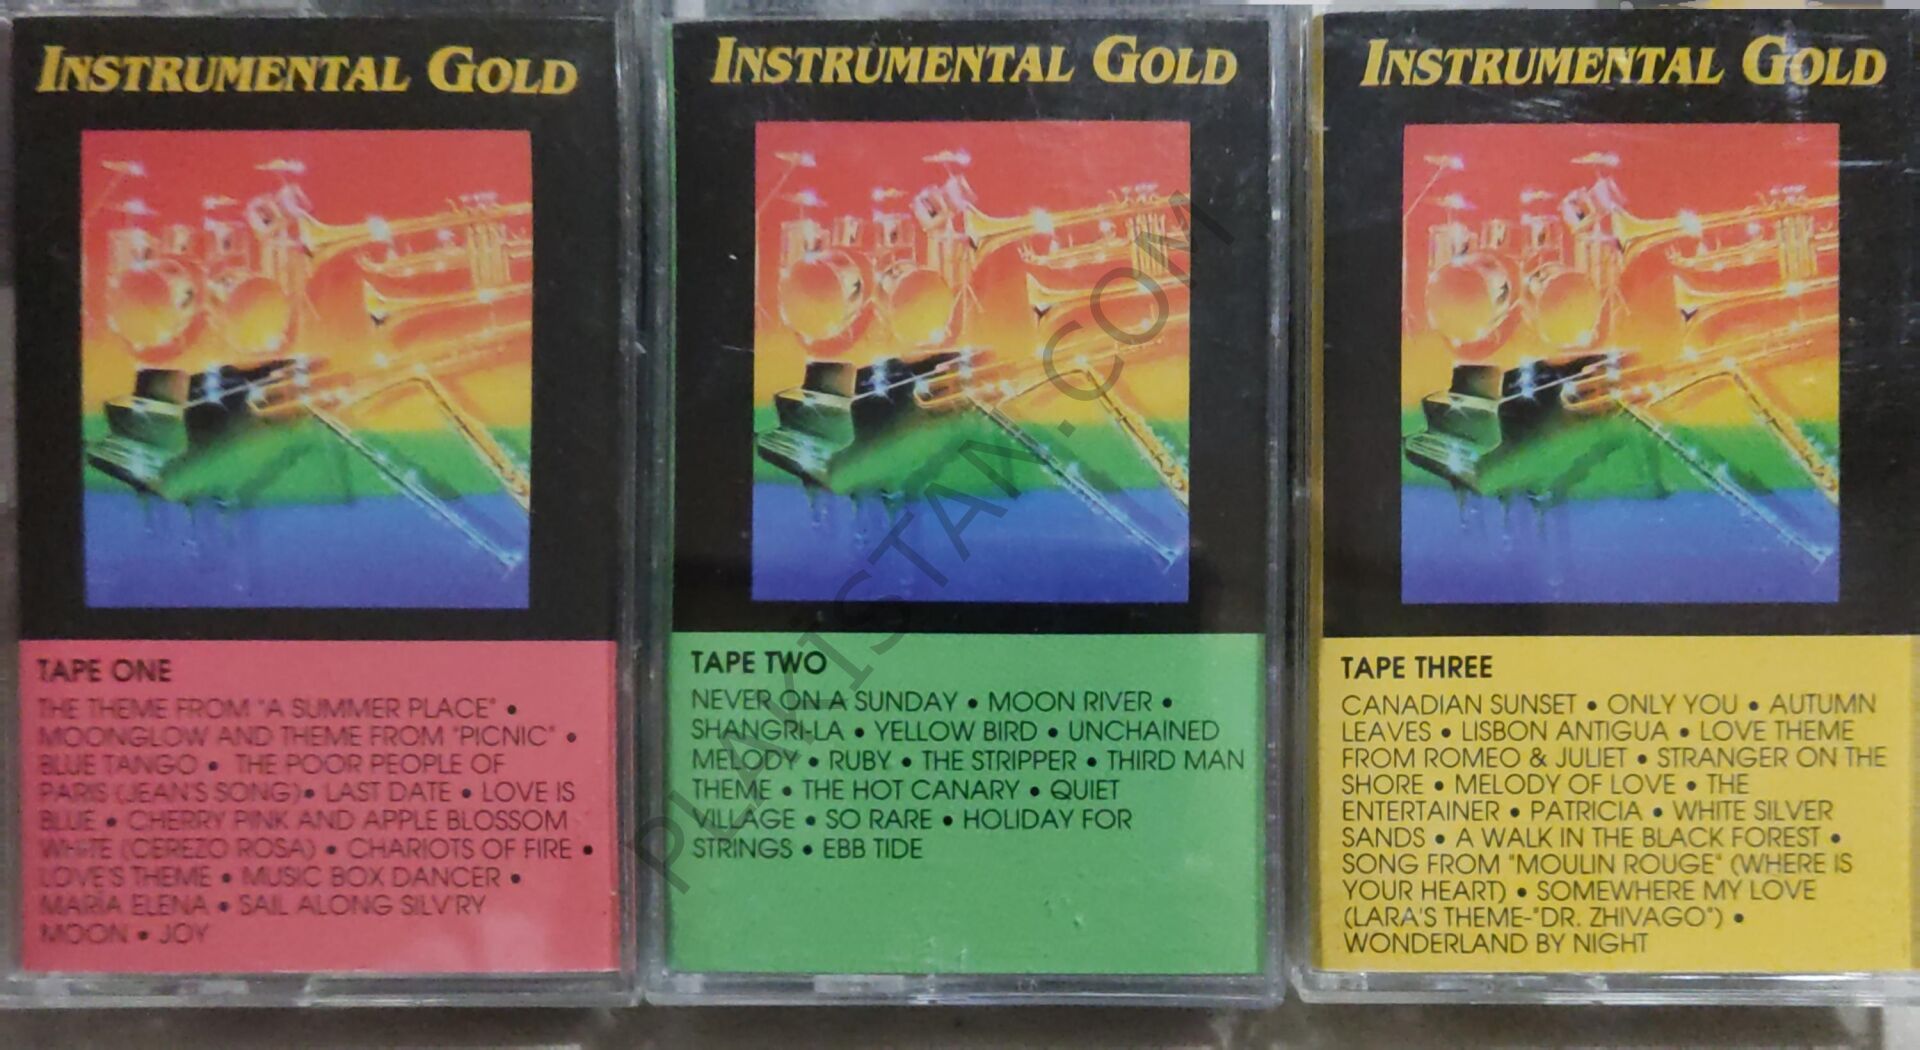 INSTRUMENTAL GOLD
TAPE ONE
THE THEME FROM "A SUMMER PLACE" •
MOONGLOW AND THEME FROM "PICNIC" •
BLUE TANGO • THE POOR PEOPLE OF
PARIS (JEAN'S SONG) • LAST DATE • LOVE IS
BLUE • CHERRY PINK AND APPLE BLOSSOM
WHITE (CEREZO ROSA) • CHARIOTS OF FIRE •
LOVE'S THEME • MUSIC BOX DANCER •
MARIA ELENA • SAIL ALONG SILV'RY
MOON • JOY
INSTRUMENTAL GOLD
TAPE TWO
NEVER ON A SUNDAY • MOON RIVER •
SHANGRI-LA • YELLOW BIRD • UNCHAINED
MELODY • RUBY • THE STRIPPER • THIRD MAN
THEME • THE HOT CANARY • QUIET
VILLAGE • SO RARE • HOLIDAY FOR
STRINGS • EBB TIDE
INSTRUMENTAL GOLD
TAPE THREE
CANADIAN SUNSET • ONLY YOU • AUTUMN
LEAVES • LISBON ANTIGUA • LOVE THEME
FROM ROMEO & JULIET • STRANGER ON THE
SHORE • MELODY OF LOVE • THE
ENTERTAINER • PATRICIA • WHITE SILVER
SANDS • A WALK IN THE BLACK FOREST •
SONG FROM "MOULIN ROUGE" (WHERE IS
YOUR HEART) • SOMEWHERE MY LOVE
(LARA'S THEME-"DR. ZHIVAGO") •
WONDERLAND BY NIGHT
PLAKISTAN.COM